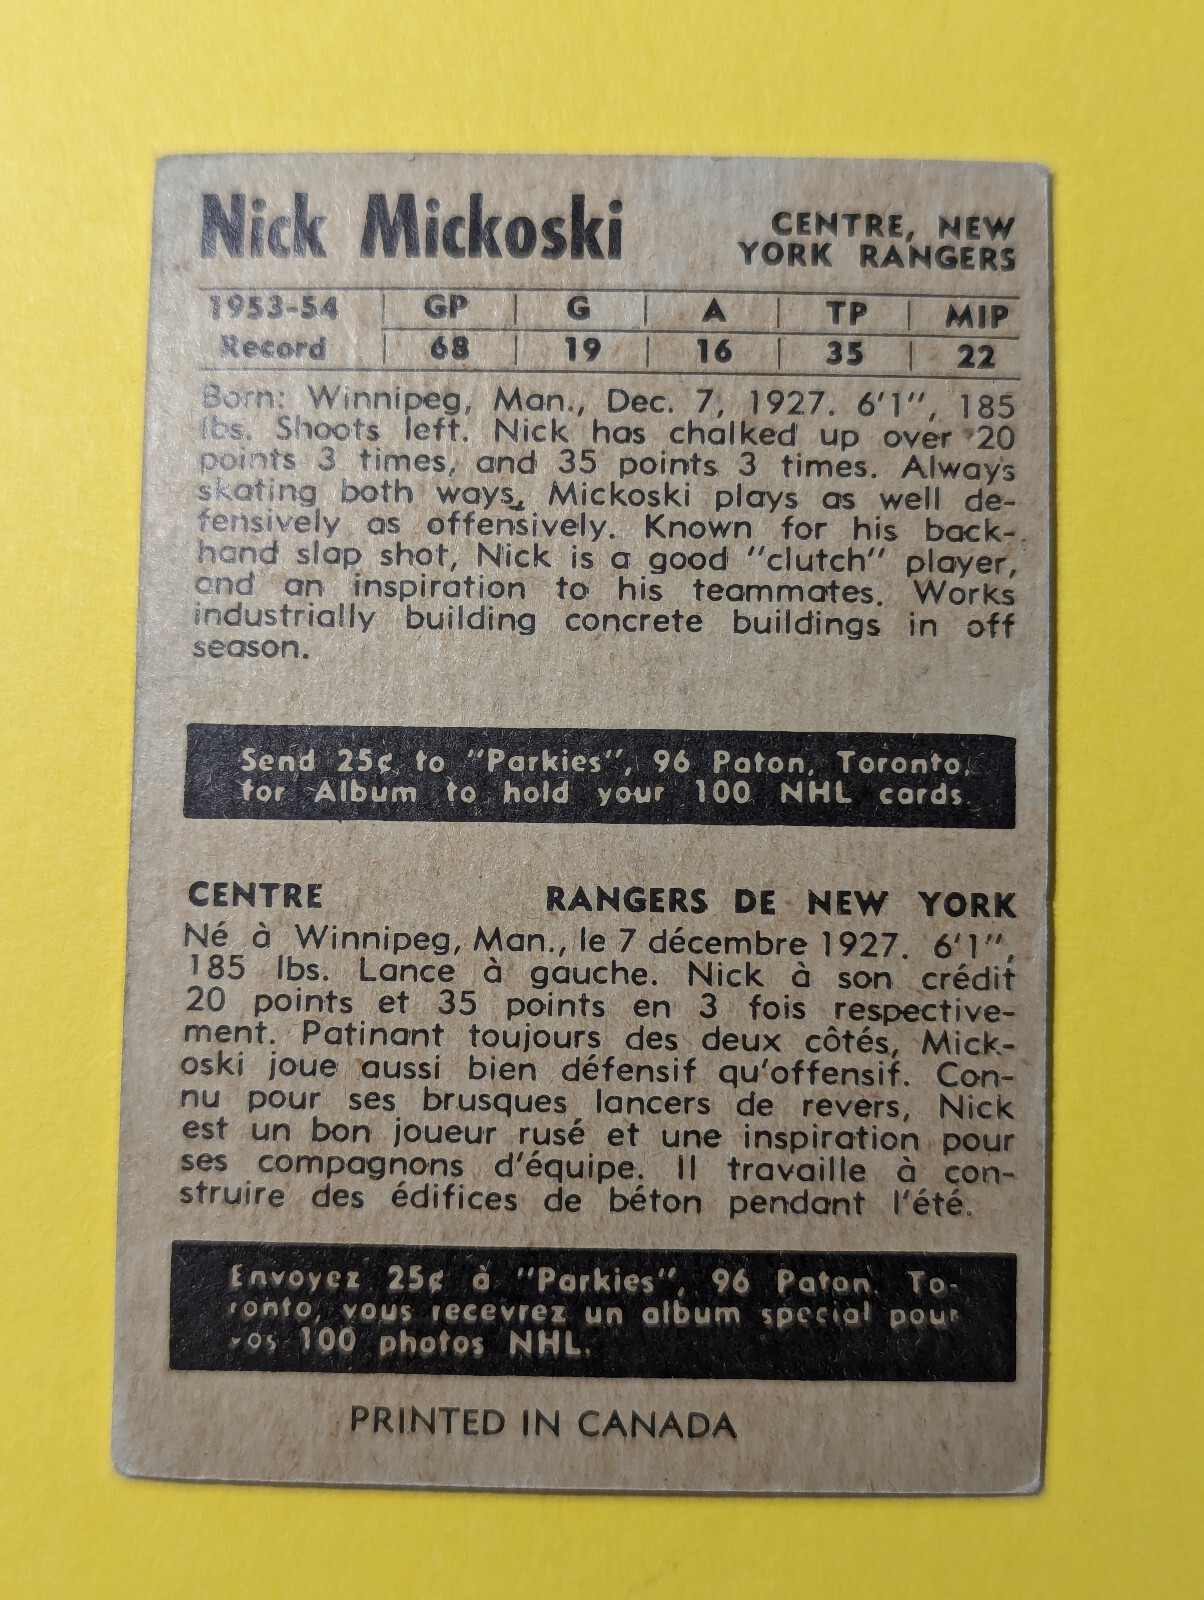 Nick Mickoski
CENTRE, NEW
YORK RANGERS
1953-54 | GP | G | A | TP | MIP
Record | 68 | 19 | 16 | 35 | 22
Born: Winnipeg, Man., Dec. 7, 1927. 6'1", 185
lbs. Shoots left. Nick has chalked up over 20
points 3 times, and 35 points 3 times. Always
skating both ways, Mickoski plays as well de-
fensively as offensively. Known for his back-
hand slap shot, Nick is a good "clutch" player,
and an inspiration to his teammates. Works
industrially building concrete buildings in off
season.
Send 25¢ to "Parkies", 96 Paton, Toronto,
for Album to hold your 100 NHL cards
CENTRE RANGERS DE NEW YORK
Né à Winnipeg, Man., le 7 décembre 1927. 6'1",
185 lbs. Lance à gauche. Nick à son crédit
20 points et 35 points en 3 fois respective-
ment. Patinant toujours des deux côtés, Mick-
oski joue aussi bien défensif qu'offensif. Con-
nu pour ses brusques lancers de revers, Nick
est un bon joueur rusé et une inspiration pour
ses compagnons d'équipe. Il travaille à con-
struire des édifices de béton pendant l'été.
Envoyez 25¢ à "Parkies", 96 Paton, To-
ronto, vous recevrez un album special pour
vos 100 photos NHL.
PRINTED IN CANADA